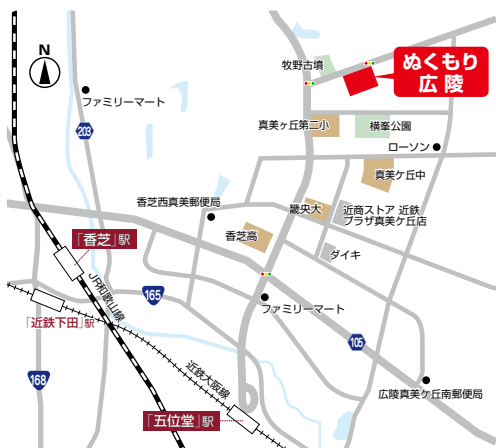 N
牧野古墳
ぬくもり
広陵
ファミリーマート
203
真美ヶ丘第二小
横峯公園
ローソン
真美ケ丘中
香芝西真美郵便局
畿央大
近商ストア 近鉄
プラザ真美ケ丘店
香芝高
ダイキ
「香芝」駅
JR和歌山線
165
ファミリーマート
「近鉄下田」駅
105
近鉄大阪線
168
広陵真美ケ丘南郵便局
「五位堂」駅